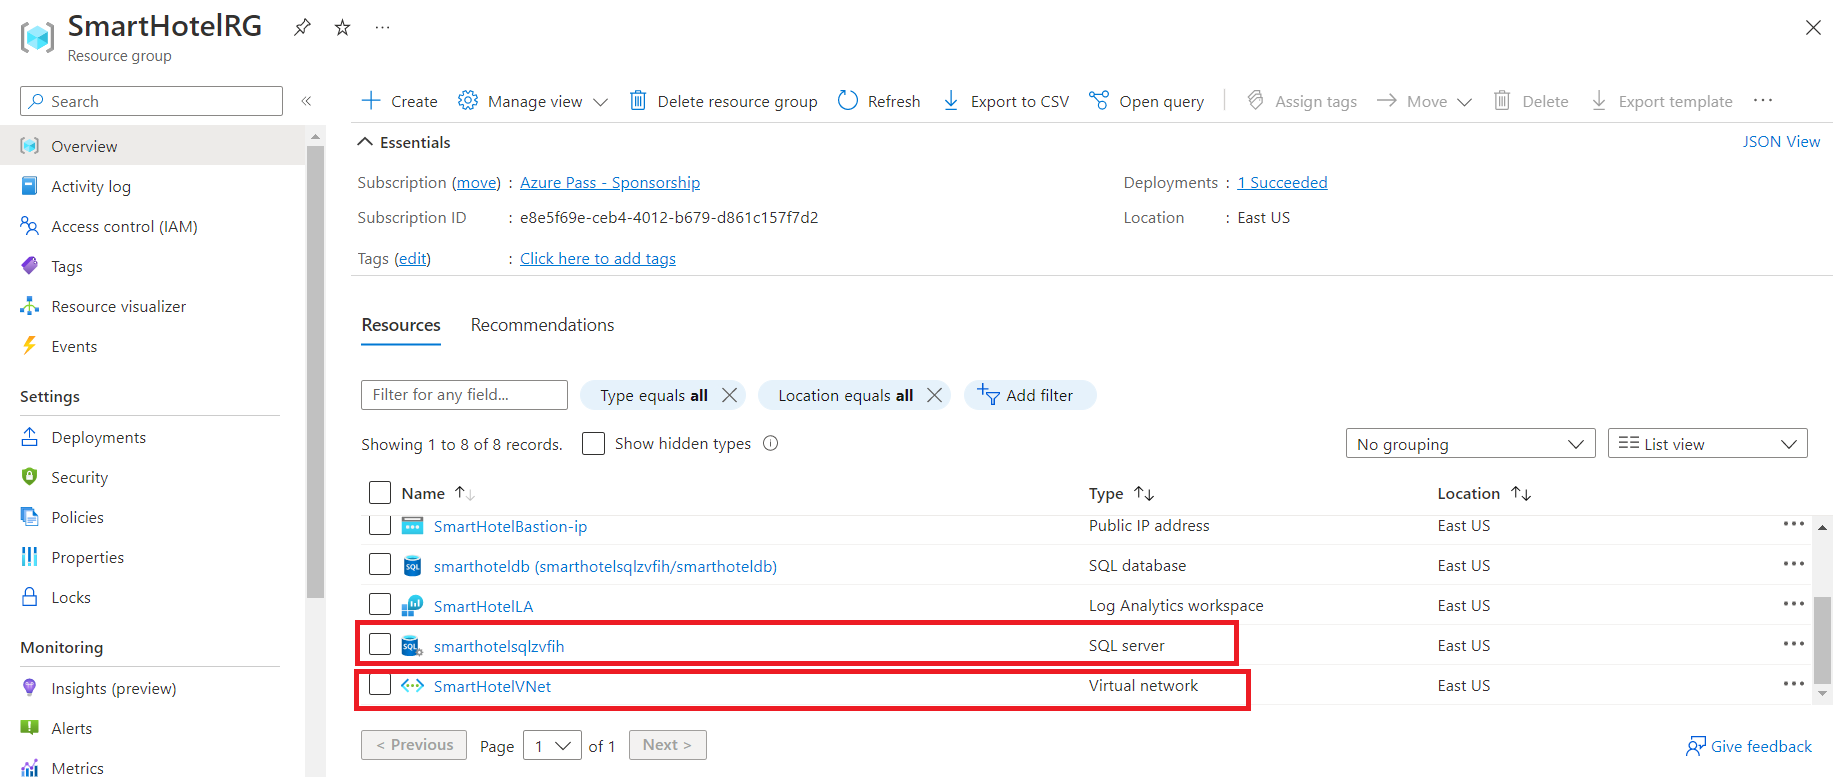 SmartHotelRG
Resource group
Search
Create
Manage view
Delete resource group
Refresh
Export to CSV
Open query
Assign tags
Move
Delete
Export template
Overview
Activity log
Access control (IAM)
Tags
Resource visualizer
Events
Settings
Deployments
Security
Policies
Properties
Locks
Monitoring
Insights (preview)
Alerts
Metrics
Essentials
JSON View
Subscription (move) : Azure Pass - Sponsorship
Deployments : 1 Succeeded
Subscription ID : e8e5f69e-ceb4-4012-b679-d861c157f7d2
Location : East US
Tags (edit) : Click here to add tags
Resources Recommendations
Filter for any field...
Type equals all
Location equals all
Add filter
Showing 1 to 8 of 8 records.
Show hidden types
No grouping
List view
Name Type Location
SmartHotelBastion-ip Public IP address East US
smarthoteldb (smarthotelsqlzvfih/smarthoteldb) SQL database East US
SmartHotelLA Log Analytics workspace East US
smarthotelsqlzvfih SQL server East US
SmartHotelVNet Virtual network East US
< Previous Page 1 of 1 Next >
Give feedback